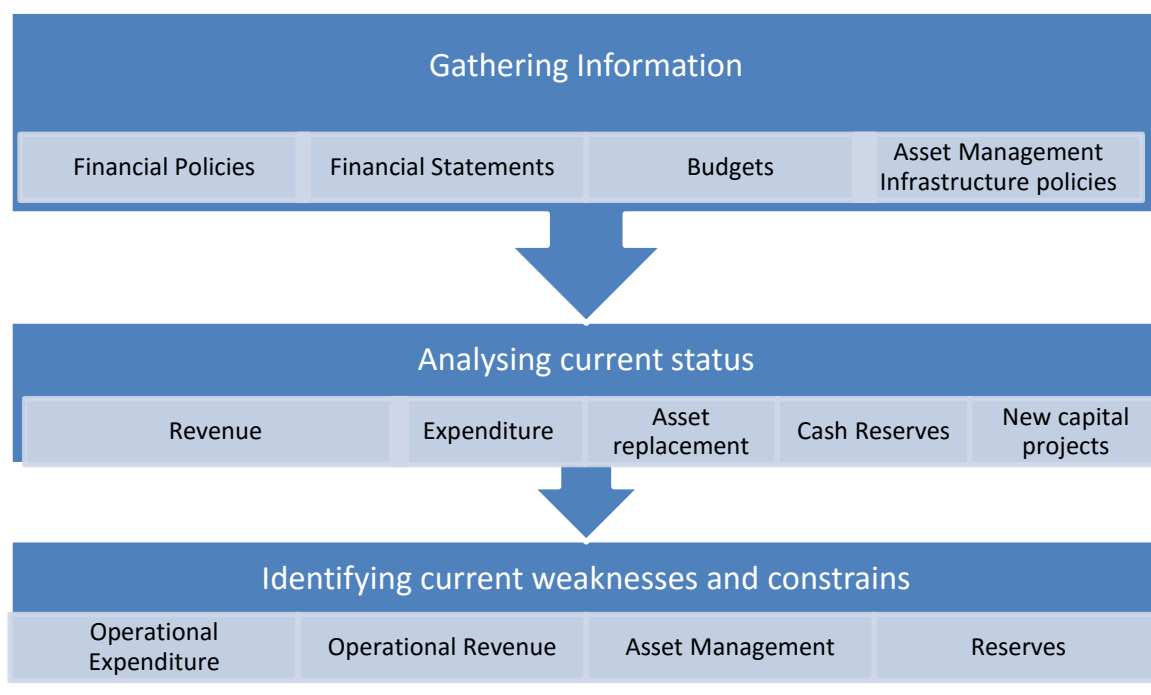 Gathering Information
Financial Policies
Financial Statements
Budgets
Asset Management
Infrastructure policies
Analysing current status
Revenue
Expenditure
Asset
replacement
Cash Reserves
New capital
projects
Identifying current weaknesses and constrains
Operational
Expenditure
Operational Revenue
Asset Management
Reserves